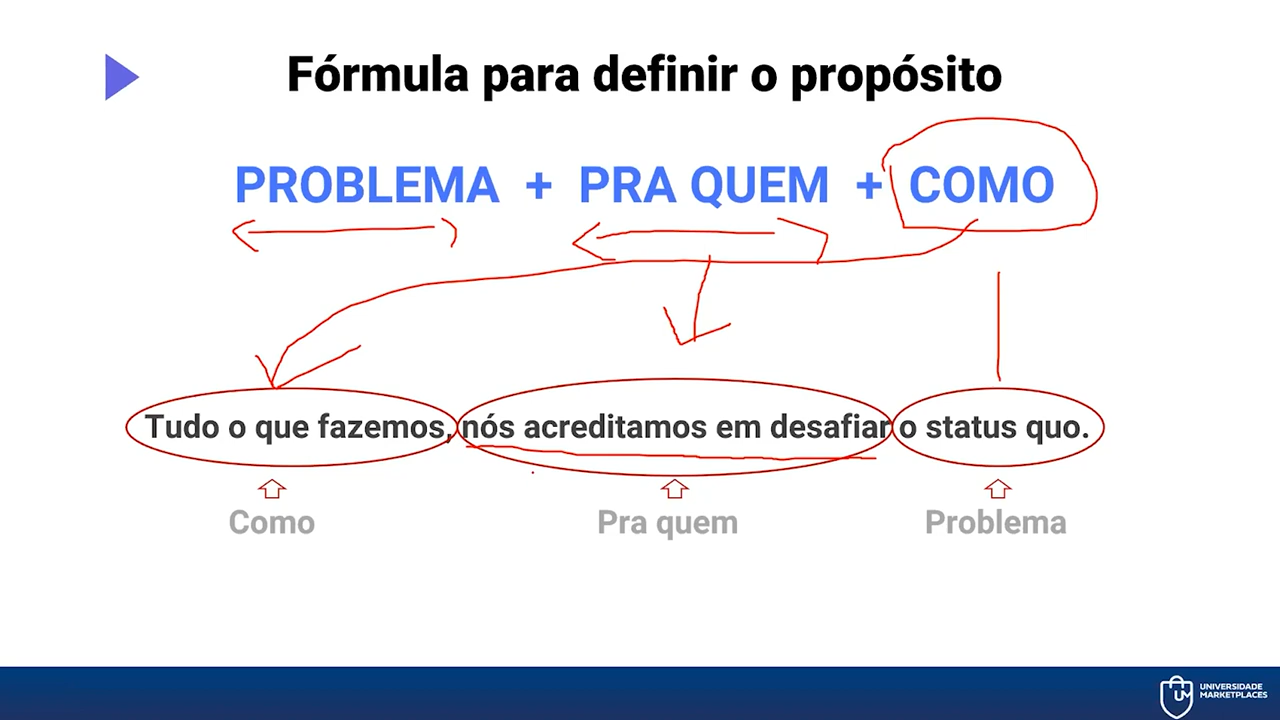 Fórmula para definir o propósito
PROBLEMA + PRA QUEM + COMO
Tudo o que fazemos, nós acreditamos em desafiar o status quo.
Como Pra quem Problema
UM UNIVERSIDADE
MARKETPLACES